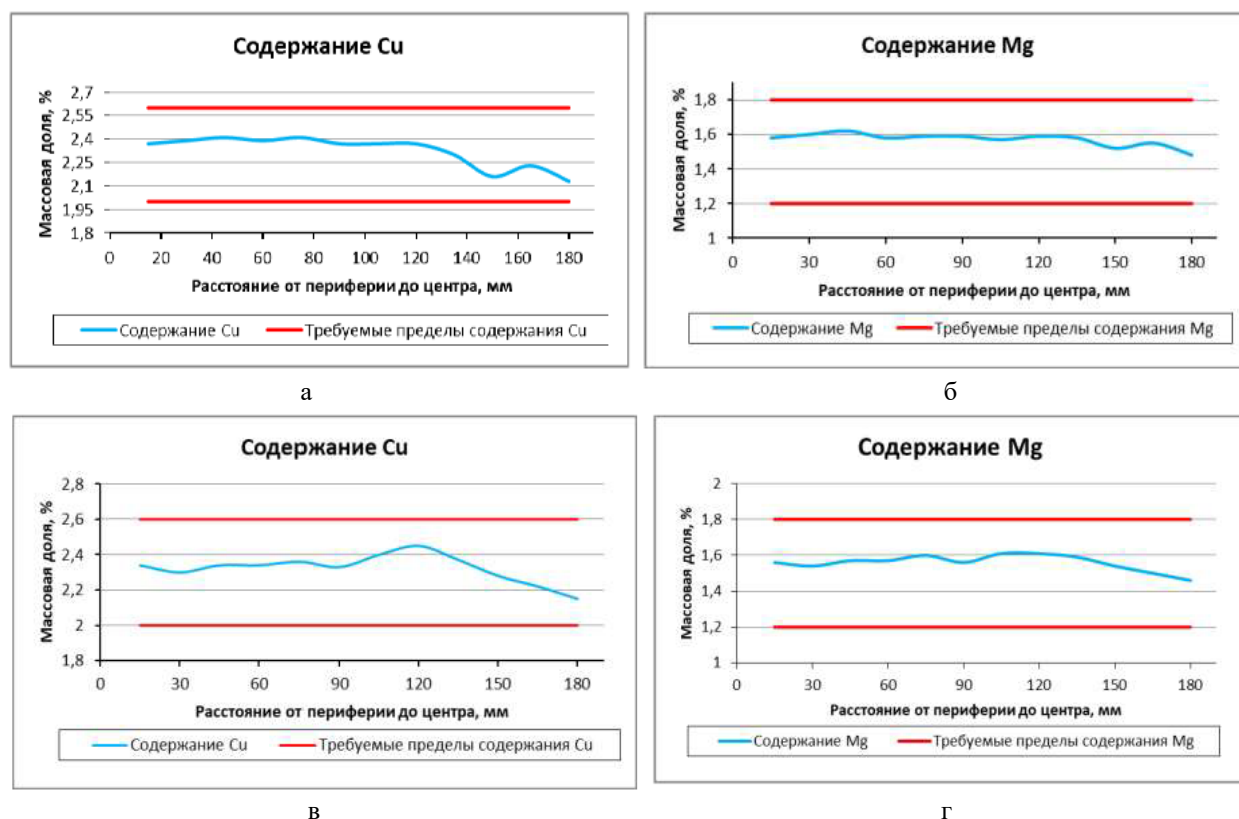 Содержание Cu
Массовая доля, %
2,7
2,55
2,4
2,25
2,1
1,95
1,8
0 20 40 60 80 100 120 140 160 180
Расстояние от периферии до центра, мм
Содержание Cu Требуемые пределы содержания Cu
а
Содержание Mg
Массовая доля, %
1,8
1,6
1,4
1,2
1
0 30 60 90 120 150 180
Расстояние от периферии до центра, мм
Содержание Mg Требуемые пределы содержания Mg
б
Содержание Cu
Массовая доля, %
2,8
2,6
2,4
2,2
2
1,8
0 30 60 90 120 150 180
Расстояние от периферии до центра, мм
Содержание Cu Требуемые пределы содержания Cu
в
Содержание Mg
Массовая доля, %
2
1,8
1,6
1,4
1,2
1
0 30 60 90 120 150 180
Расстояние от периферии до центра, мм
Содержание Mg Требуемые пределы содержания Mg
г